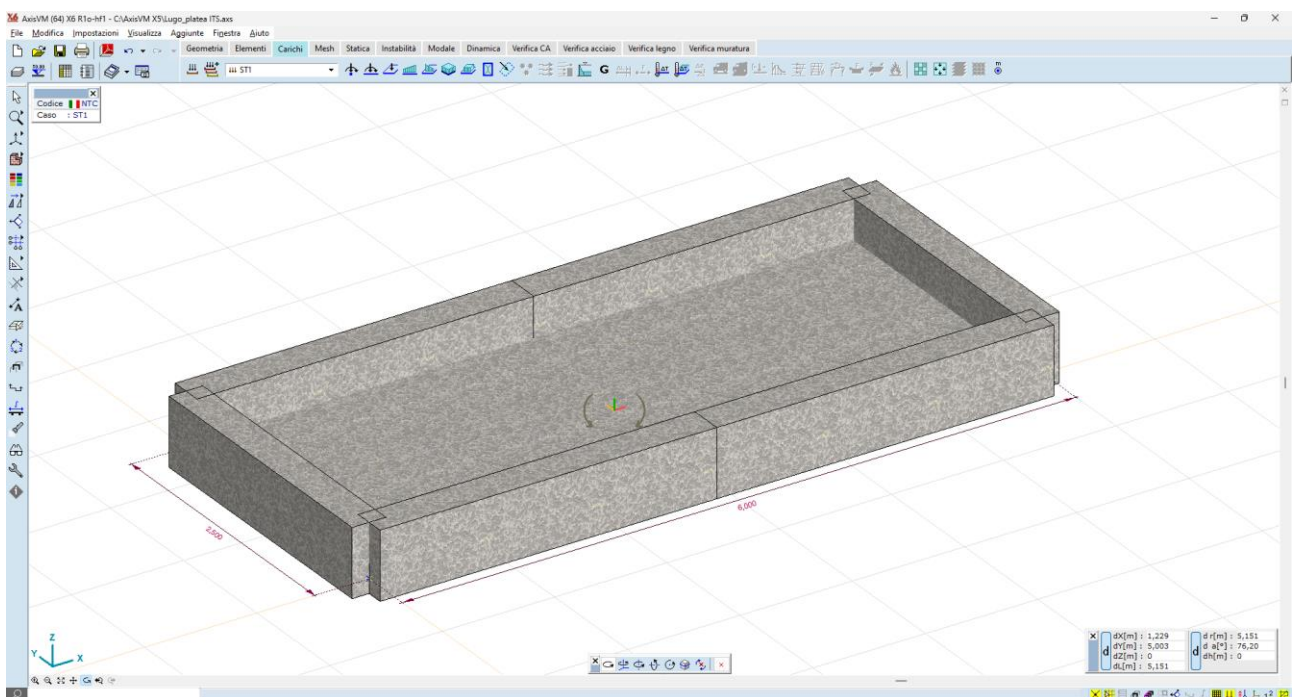 AxisVM (64) X6 R1o-hf1 - C:\AxisVM X5\Lugo_platea ITS.axs
File Modifica Impostazioni Visualizza Aggiunte Finestra Aiuto
Geometria Elementi Carichi Mesh Statica Instabilità Modale Dinamica Verifica CA Verifica acciaio Verifica legno Verifica muratura
ST1
G
Codice NTC
Caso : ST1
2,500
6,000
Z
Y
X
dX[m] : 1,229
dY[m] : 5,003
dZ[m] : 0
dL[m] : 5,151
d
d r[m] : 5,151
d a[°] : 76,20
dh[m] : 0
d